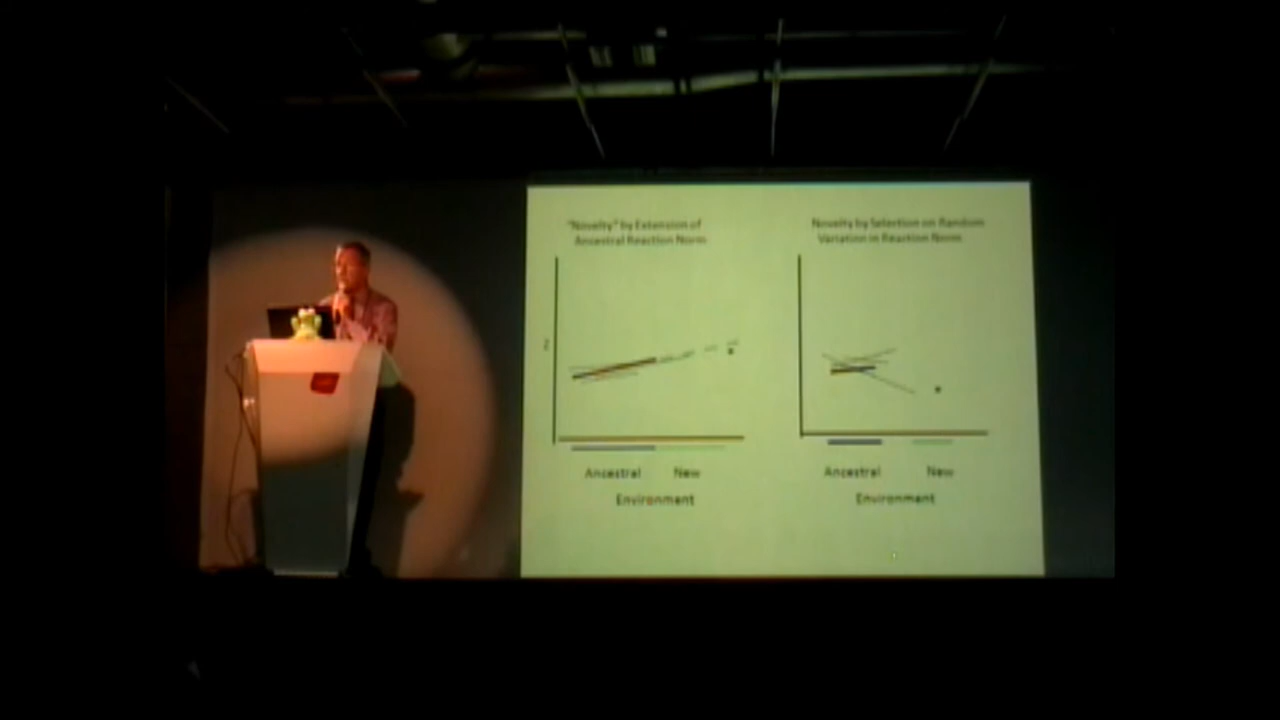 "Novelty" by Extension of
Ancestral Reaction Norm
Novelty by Selection on Random
Variation in Reaction Norm
Ancestral New
Environment
Ancestral New
Environment